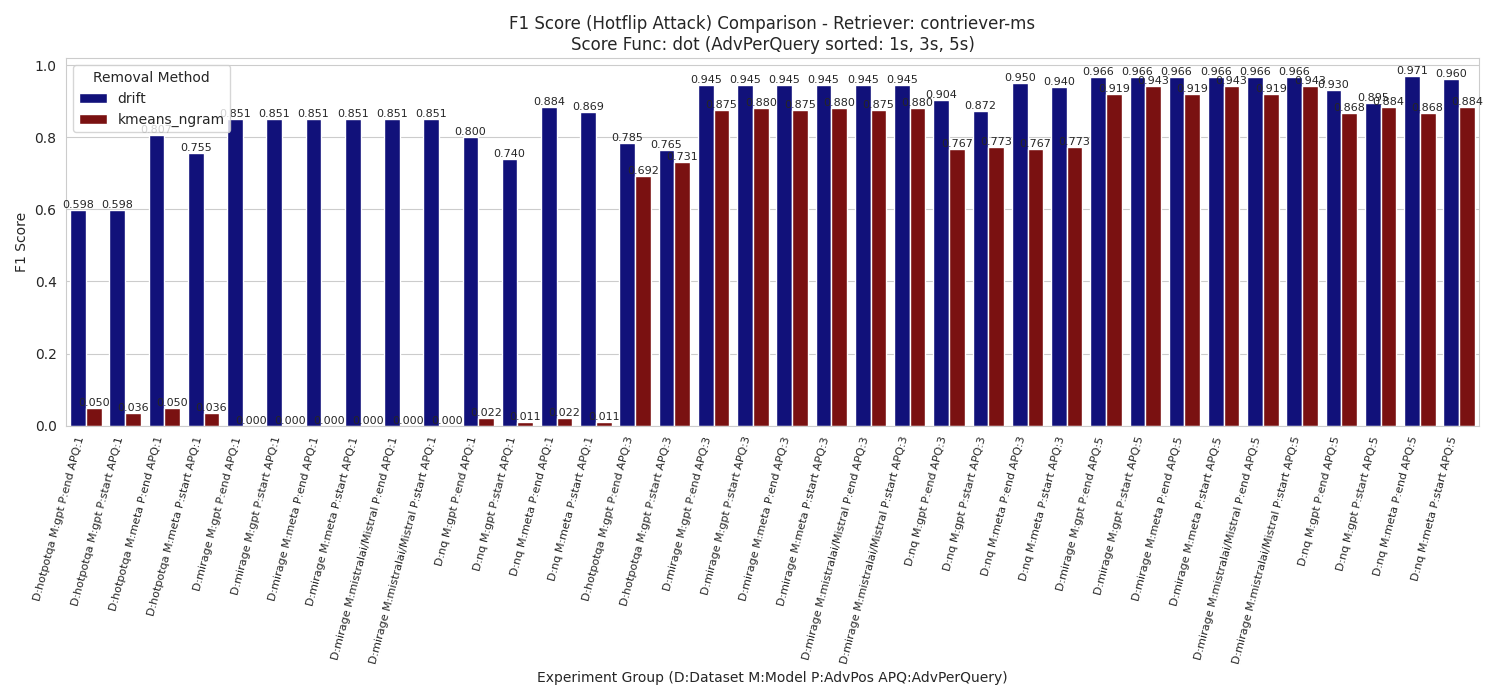 F1 Score (Hotflip Attack) Comparison - Retriever: contriever-ms
Score Func: dot (AdvPerQuery sorted: 1s, 3s, 5s)
Removal Method
drift
kmeans_ngram
F1 Score
1.0
0.8
0.6
0.4
0.2
0.0
0.598
0.598
0.807
0.755
0.851
0.851
0.851
0.851
0.851
0.851
0.800
0.740
0.884
0.869
0.785
0.765
0.945
0.945
0.945
0.945
0.945
0.945
0.904
0.872
0.950
0.940
0.966
0.966
0.966
0.966
0.966
0.966
0.930
0.895
0.971
0.960
0.050
0.036
0.050
0.036
0.000
0.000
0.000
0.000
0.000
0.000
0.022
0.011
0.022
0.011
0.692
0.731
0.875
0.880
0.875
0.880
0.875
0.880
0.767
0.773
0.767
0.773
0.919
0.943
0.919
0.943
0.919
0.943
0.868
0.884
0.868
0.884
D:hotpotqa M:gpt P:end APQ:1
D:hotpotqa M:gpt P:start APQ:1
D:hotpotqa M:meta P:end APQ:1
D:hotpotqa M:meta P:start APQ:1
D:mirage M:gpt P:end APQ:1
D:mirage M:gpt P:start APQ:1
D:mirage M:meta P:end APQ:1
D:mirage M:meta P:start APQ:1
D:mirage M:mistralai/Mistral P:end APQ:1
D:mirage M:mistralai/Mistral P:start APQ:1
D:nq M:gpt P:end APQ:1
D:nq M:gpt P:start APQ:1
D:nq M:meta P:end APQ:1
D:nq M:meta P:start APQ:1
D:hotpotqa M:gpt P:end APQ:3
D:hotpotqa M:gpt P:start APQ:3
D:mirage M:gpt P:end APQ:3
D:mirage M:gpt P:start APQ:3
D:mirage M:meta P:end APQ:3
D:mirage M:meta P:start APQ:3
D:mirage M:mistralai/Mistral P:end APQ:3
D:mirage M:mistralai/Mistral P:start APQ:3
D:nq M:gpt P:end APQ:3
D:nq M:gpt P:start APQ:3
D:nq M:meta P:end APQ:3
D:nq M:meta P:start APQ:3
D:mirage M:gpt P:end APQ:5
D:mirage M:gpt P:start APQ:5
D:mirage M:meta P:end APQ:5
D:mirage M:meta P:start APQ:5
D:mirage M:mistralai/Mistral P:end APQ:5
D:mirage M:mistralai/Mistral P:start APQ:5
D:nq M:gpt P:end APQ:5
D:nq M:gpt P:start APQ:5
D:nq M:meta P:end APQ:5
D:nq M:meta P:start APQ:5
Experiment Group (D:Dataset M:Model P:AdvPos APQ:AdvPerQuery)